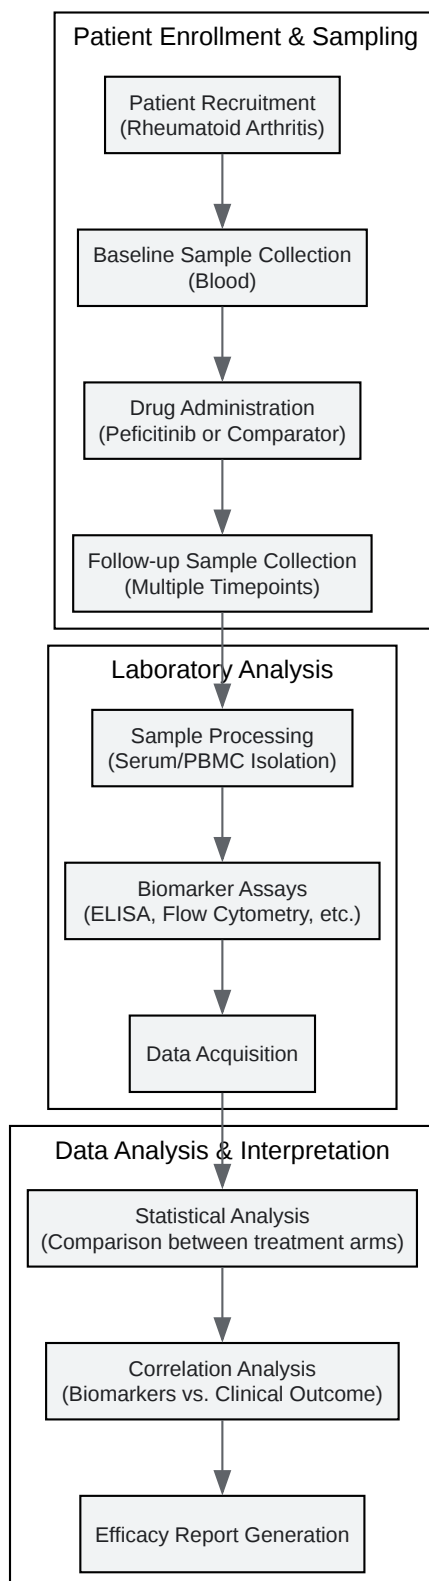 Patient Enrollment & Sampling
Patient Recruitment
(Rheumatoid Arthritis)
Baseline Sample Collection
(Blood)
Drug Administration
(Peficitinib or Comparator)
Follow-up Sample Collection
(Multiple Timepoints)
Laboratory Analysis
Sample Processing
(Serum/PBMC Isolation)
Biomarker Assays
(ELISA, Flow Cytometry, etc.)
Data Acquisition
Data Analysis & Interpretation
Statistical Analysis
(Comparison between treatment arms)
Correlation Analysis
(Biomarkers vs. Clinical Outcome)
Efficacy Report Generation